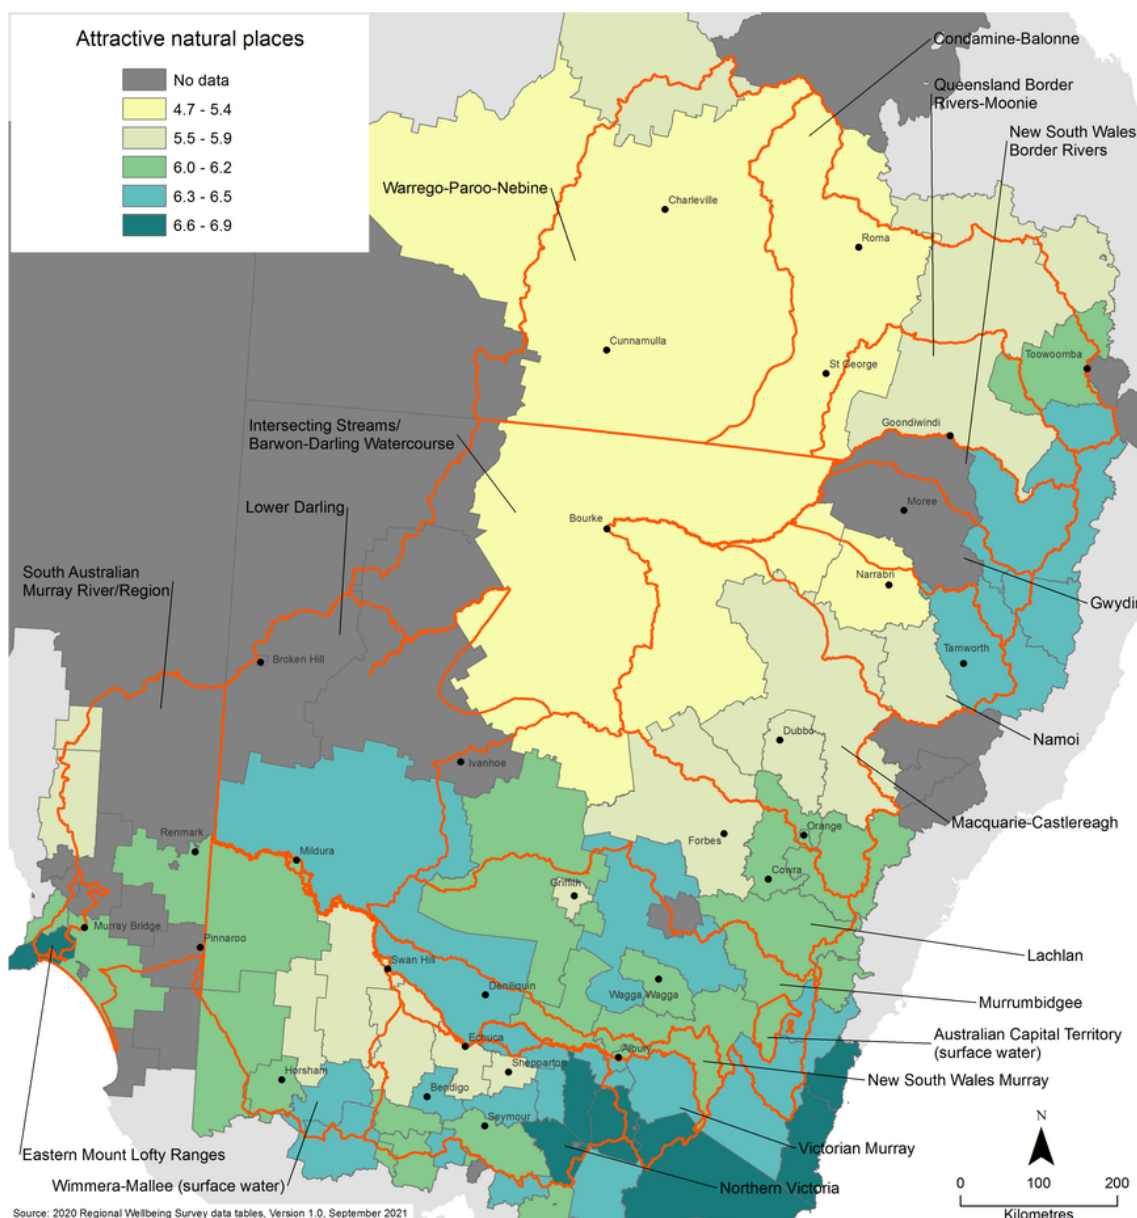 Attractive natural places
No data
4.7 - 5.4
5.5 - 5.9
6.0 - 6.2
6.3 - 6.5
6.6 - 6.9
Condamine-Balonne
Queensland Border
Rivers-Moonie
New South Wales
Border Rivers
Warrego-Paroo-Nebine
Charleville
Roma
Cunnamulla
St George
Toowoomba
Intersecting Streams/
Barwon-Darling Watercourse
Goondiwindi
Lower Darling
Moree
Bourke
South Australian
Murray River/Region
Narrabri
Gwydir
Broken Hill
Tamworth
Namoi
Dubbo
Ivanhoe
Macquarie-Castlereagh
Renmark
Mildura
Forbes
Orange
Cowra
Griffith
Murray Bridge
Pinnaroo
Lachlan
Swan Hill
Deniliquin
Wagga Wagga
Murrumbidgee
Australian Capital Territory
(surface water)
Echuca
Albury
Shepparton
New South Wales Murray
Horsham
Bendigo
Seymour
Victorian Murray
Eastern Mount Lofty Ranges
Wimmera-Mallee (surface water)
Northern Victoria
N
0 100 200
Kilometres
Source: 2020 Regional Wellbeing Survey data tables, Version 1.0, September 2021